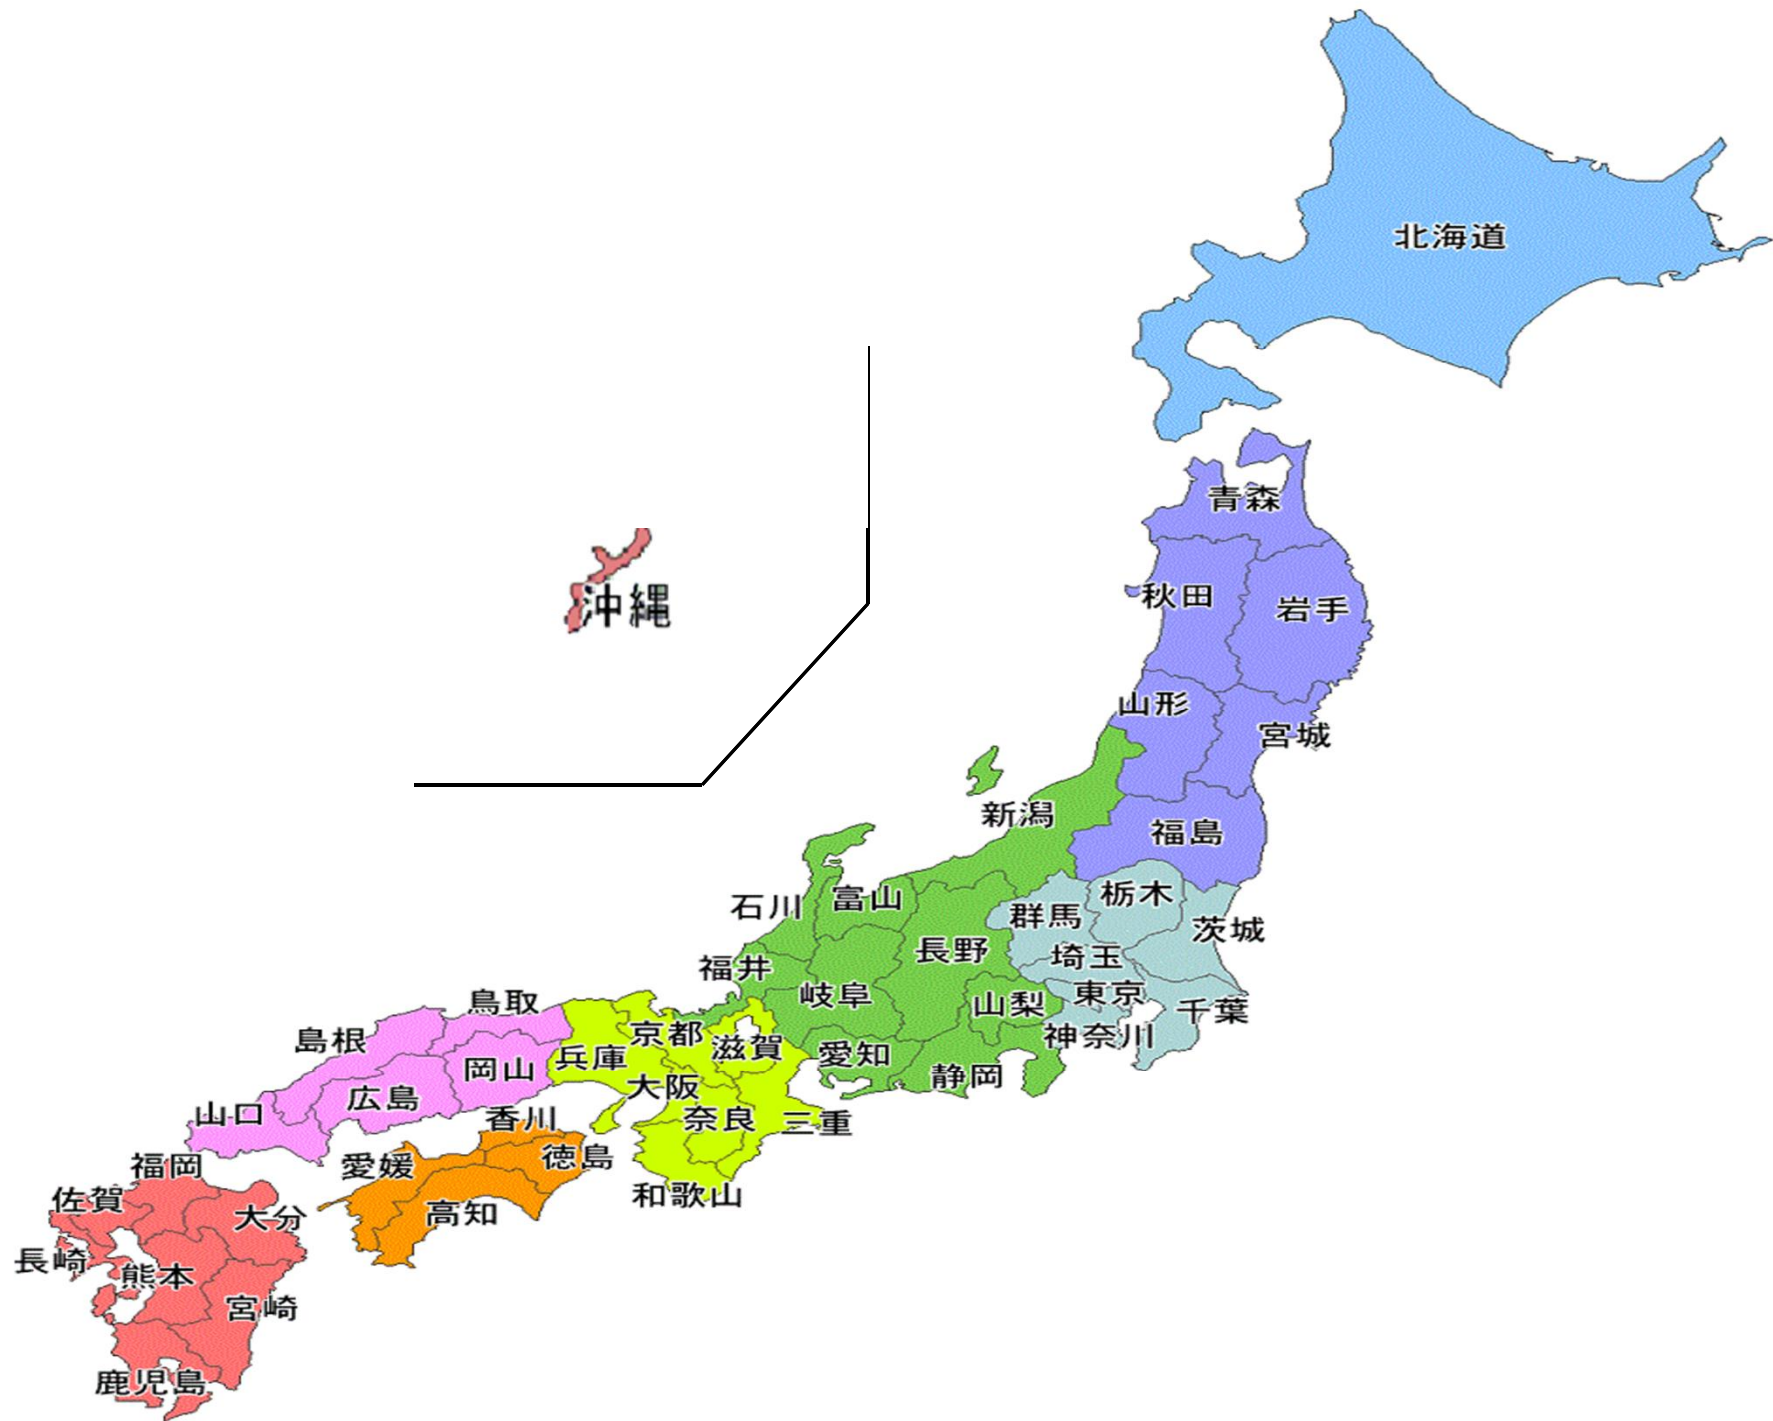 北海道
青森
秋田
岩手
沖縄
山形
宮城
新潟
福島
栃木
富山
石川
群馬
茨城
長野
埼玉
福井
東京
岐阜
鳥取
山梨
千葉
京都
神奈川
島根
滋賀
愛知
兵庫
岡山
静岡
大阪
広島
山口
香川
奈良
三重
徳島
福岡
愛媛
和歌山
佐賀
高知
大分
長崎
熊本
宮崎
鹿児島